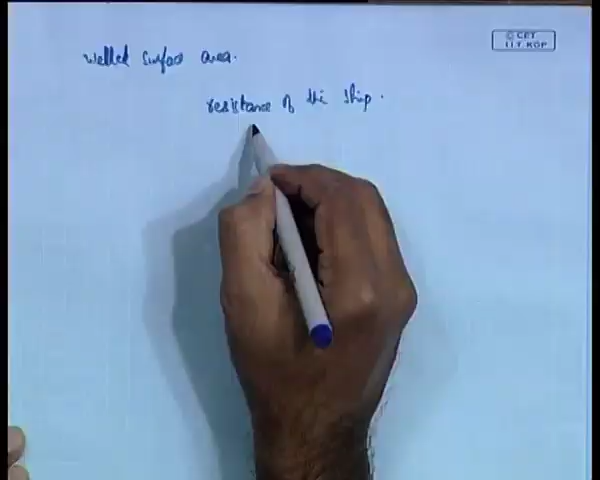 wetted surface area.
© CET
I.I.T. KGP
resistance of the ship.